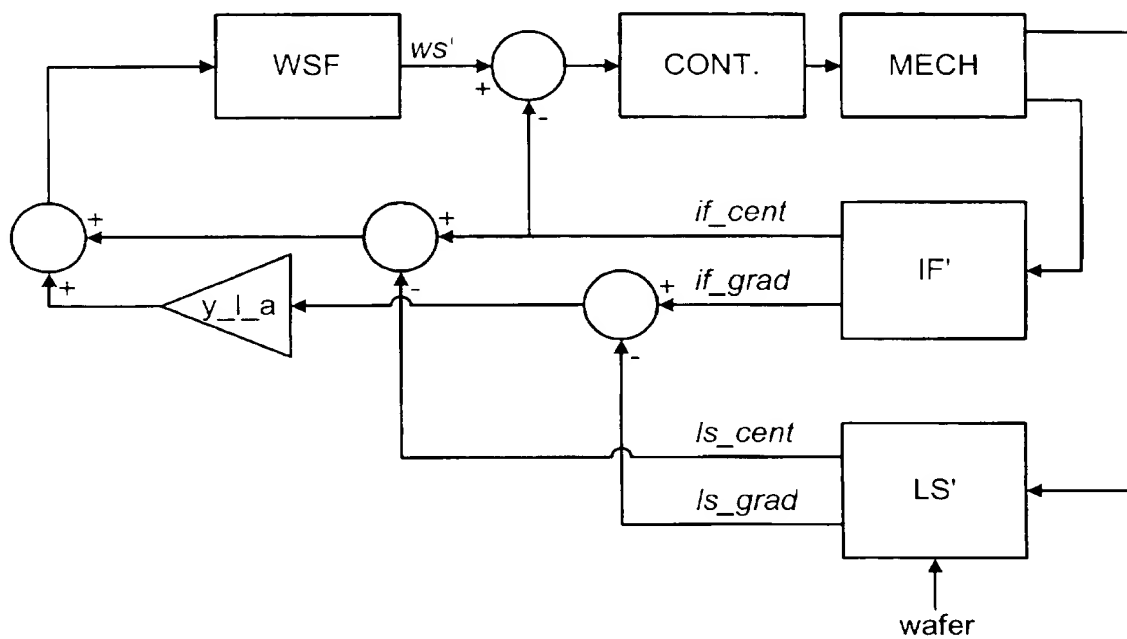 WSF
ws'
CONT.
MECH
+
-
+
+
if_cent
IF'
+
-
if_grad
+
y_l_a
-
ls_cent
ls_grad
LS'
wafer